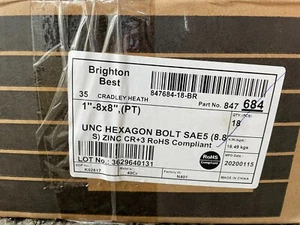 Brighton
Best
847684-18-BR
35 CRADLEY HEATH
Part No. 847 684
1"-8x8",(PT)
18
UNC HEXAGON BOLT SAE5 (8.8
S) ZINC CR+3 RoHS Compliant
LOT No.: 3629640131
RoHS
Compliant
20200115
MADE IN CHINA